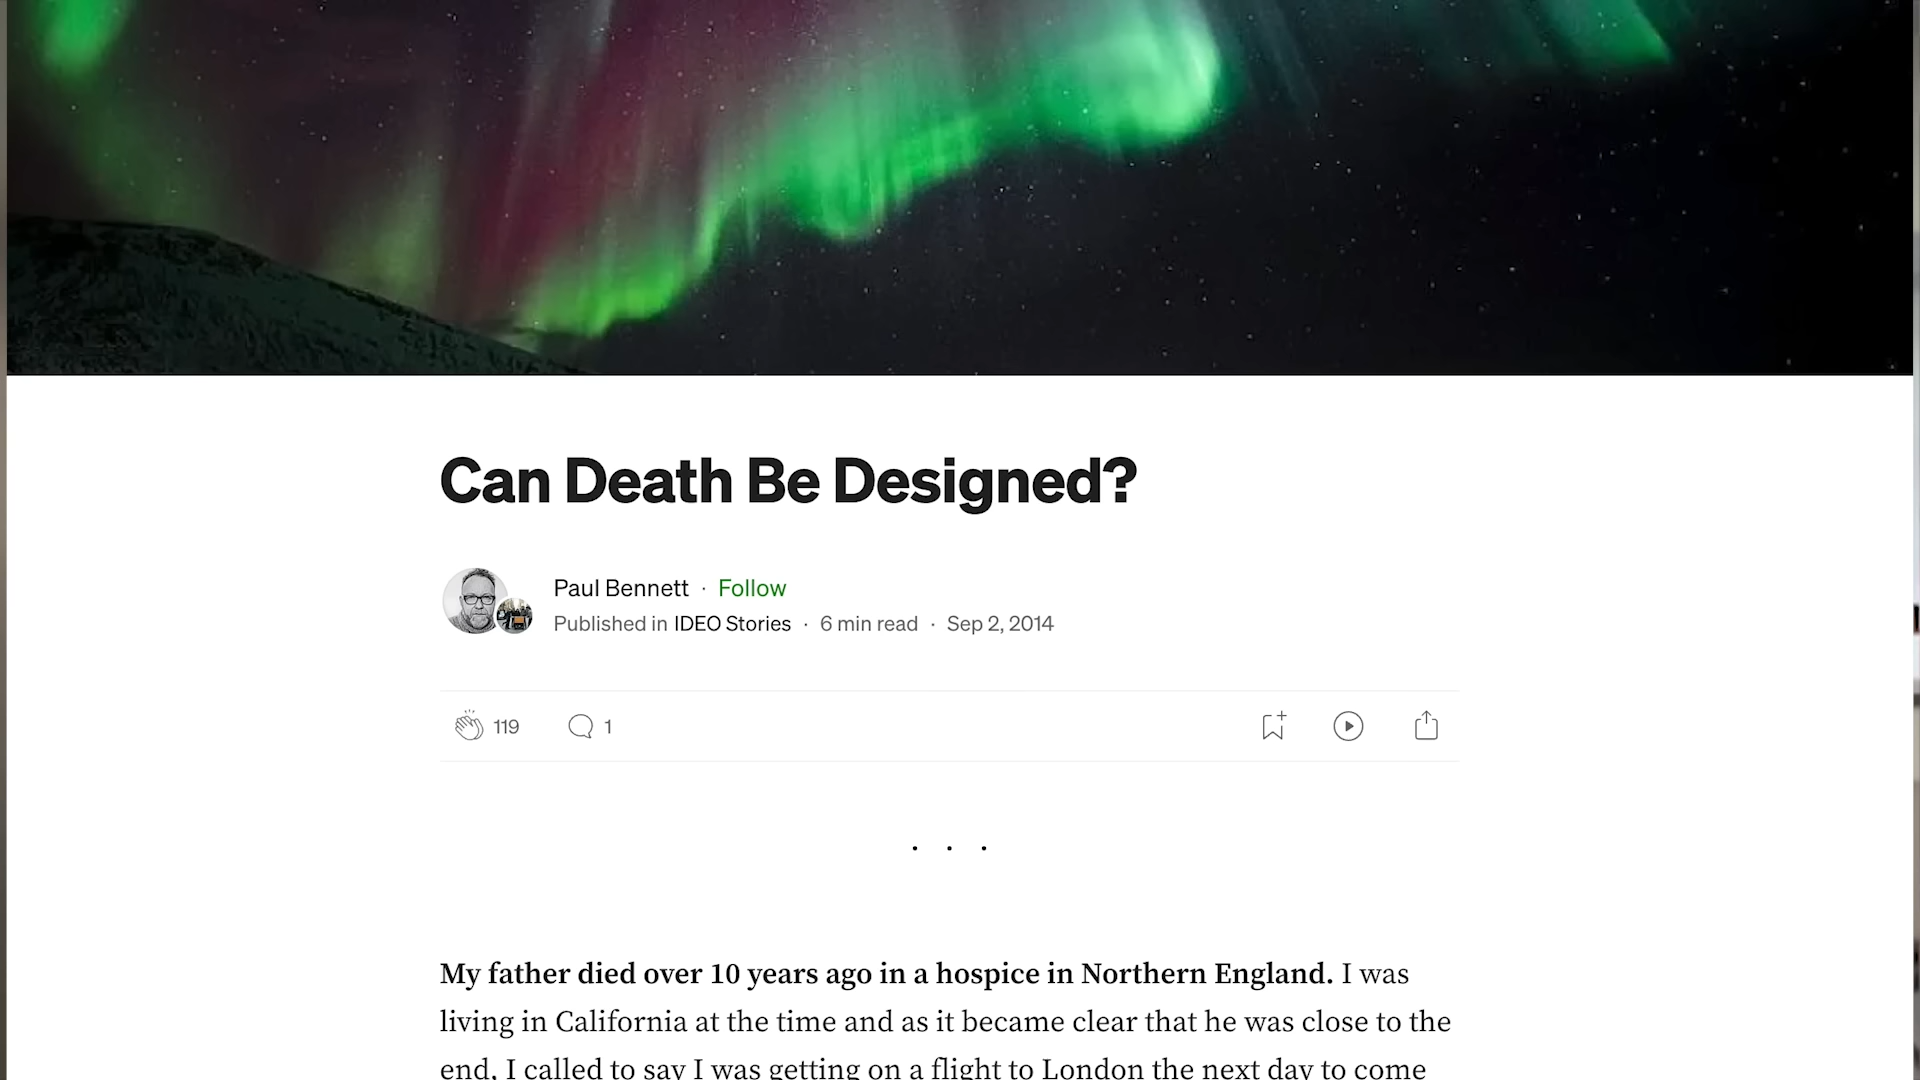 Can Death Be Designed?
Paul Bennett · Follow
Published in IDEO Stories · 6 min read · Sep 2, 2014
119 1
. . .
My father died over 10 years ago in a hospice in Northern England. I was
living in California at the time and as it became clear that he was close to the
end, I called to say I was getting on a flight to London the next day to come